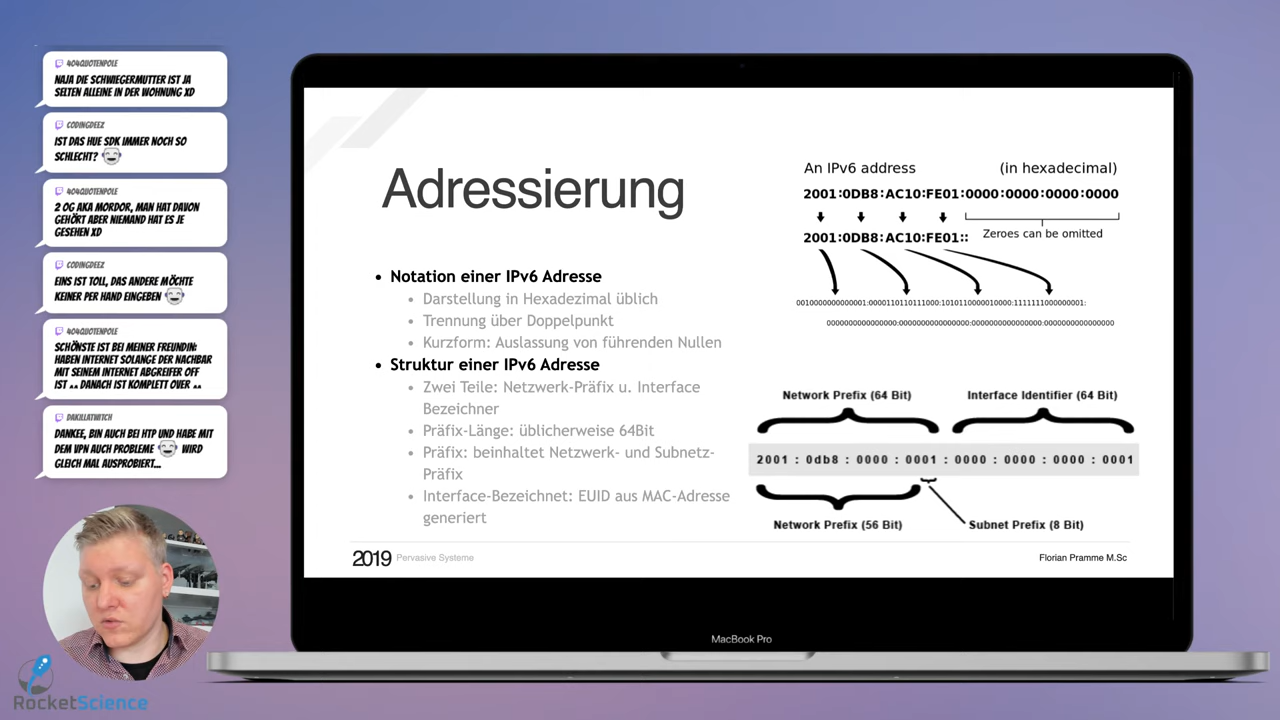 404QUOTENPOLE
NAJA DIE SCHWIEGERMUTTER IST JA
SELTEN ALLEINE IN DER WOHNUNG XD
CODINGDEEZ
IST DAS HUE SDK IMMER NOCH SO
SCHLECHT?
404QUOTENPOLE
2 OG AKA MORDOR, MAN HAT DAVON
GEHÖRT ABER NIEMAND HAT ES JE
GESEHEN XD
CODINGDEEZ
EINS IST TOLL, DAS ANDERE MÖCHTE
KEINER PER HAND EINGEBEN
404QUOTENPOLE
SCHÖNSTE IST BEI MEINER FREUNDIN:
HABEN INTERNET SOLANGE DER NACHBAR
MIT SEINEM INTERNET ABGREIFER OFF
IST ^^ DANACH IST KOMPLETT OVER ^^
DAKILLATWITCH
DANKEE, BIN AUCH BEI HTP UND HABE MIT
DEM VPN AUCH PROBLEME WIRD
GLEICH MAL AUSPROBIERT...
RocketScience
Adressierung
• Notation einer IPv6 Adresse
• Darstellung in Hexadezimal üblich
• Trennung über Doppelpunkt
• Kurzform: Auslassung von führenden Nullen
• Struktur einer IPv6 Adresse
• Zwei Teile: Netzwerk-Präfix u. Interface
Bezeichner
• Präfix-Länge: üblicherweise 64Bit
• Präfix: beinhaltet Netzwerk- und Subnetz-
Präfix
• Interface-Bezeichnet: EUID aus MAC-Adresse
generiert
An IPv6 address (in hexadecimal)
2001:0DB8:AC10:FE01:0000:0000:0000:0000
2001:0DB8:AC10:FE01:: Zeroes can be omitted
0010000000000001:0000110110111000:1010110000010000:1111111000000001:
0000000000000000:0000000000000000:0000000000000000:0000000000000000
Network Prefix (64 Bit) Interface Identifier (64 Bit)
2001 : 0db8 : 0000 : 0001 : 0000 : 0000 : 0000 : 0001
Network Prefix (56 Bit) Subnet Prefix (8 Bit)
2019 Pervasive Systeme Florian Pramme M.Sc
MacBook Pro